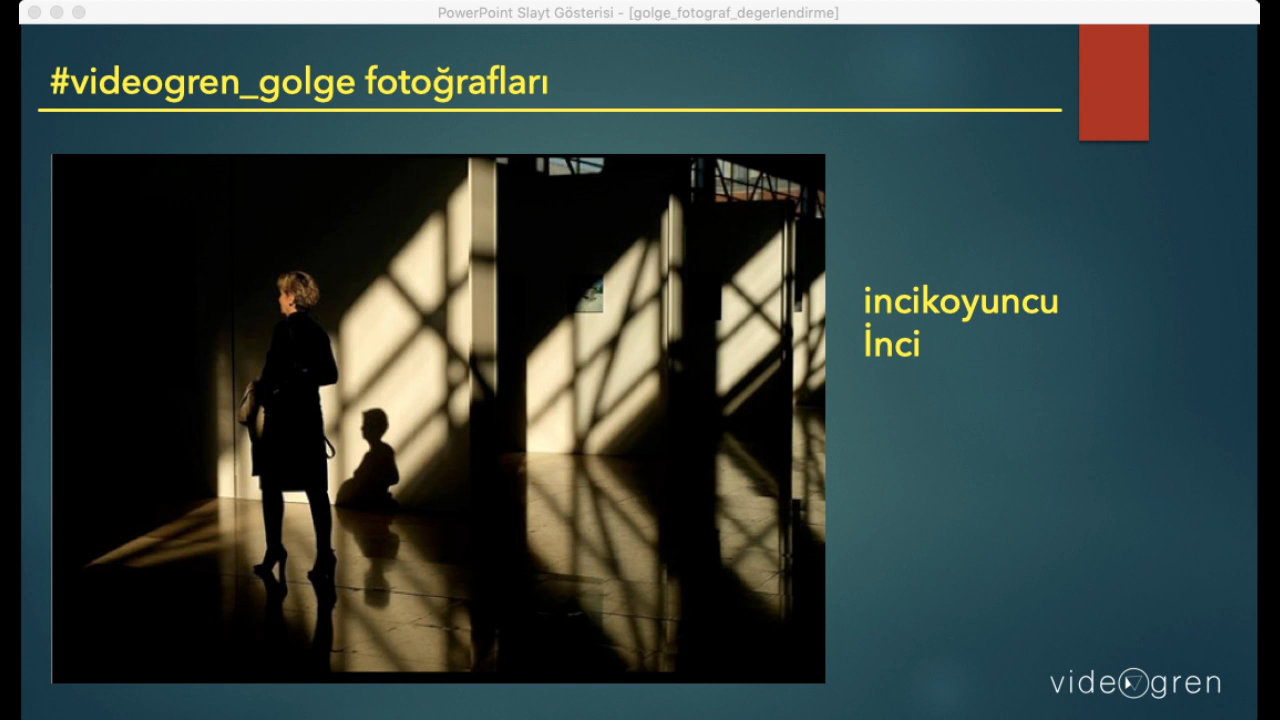 PowerPoint Slayt Gösterisi - [golge_fotograf_degerlendirme]
#videogren_golge fotoğrafları
incikoyuncu
İnci
videogren